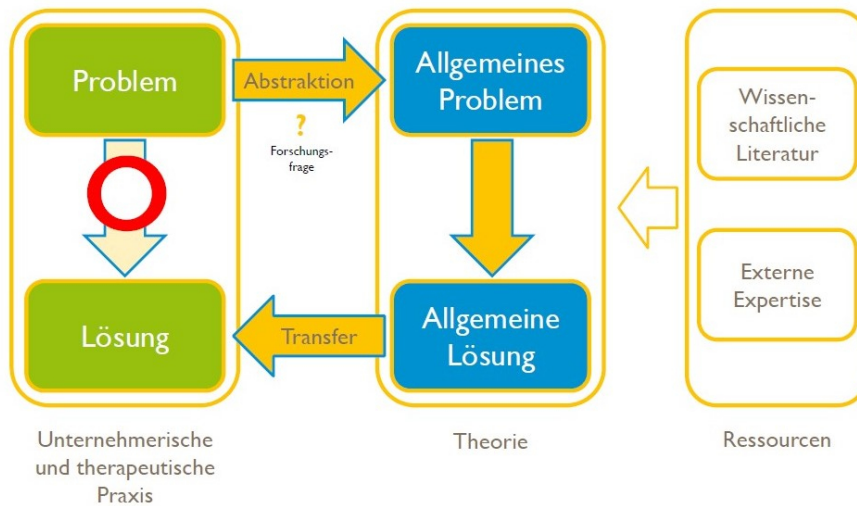 Problem
Abstraktion
?
Forschungs-
frage
Allgemeines
Problem
Wissen-
schaftliche
Literatur
Lösung
Transfer
Allgemeine
Lösung
Externe
Expertise
Unternehmerische
und therapeutische
Praxis
Theorie
Ressourcen